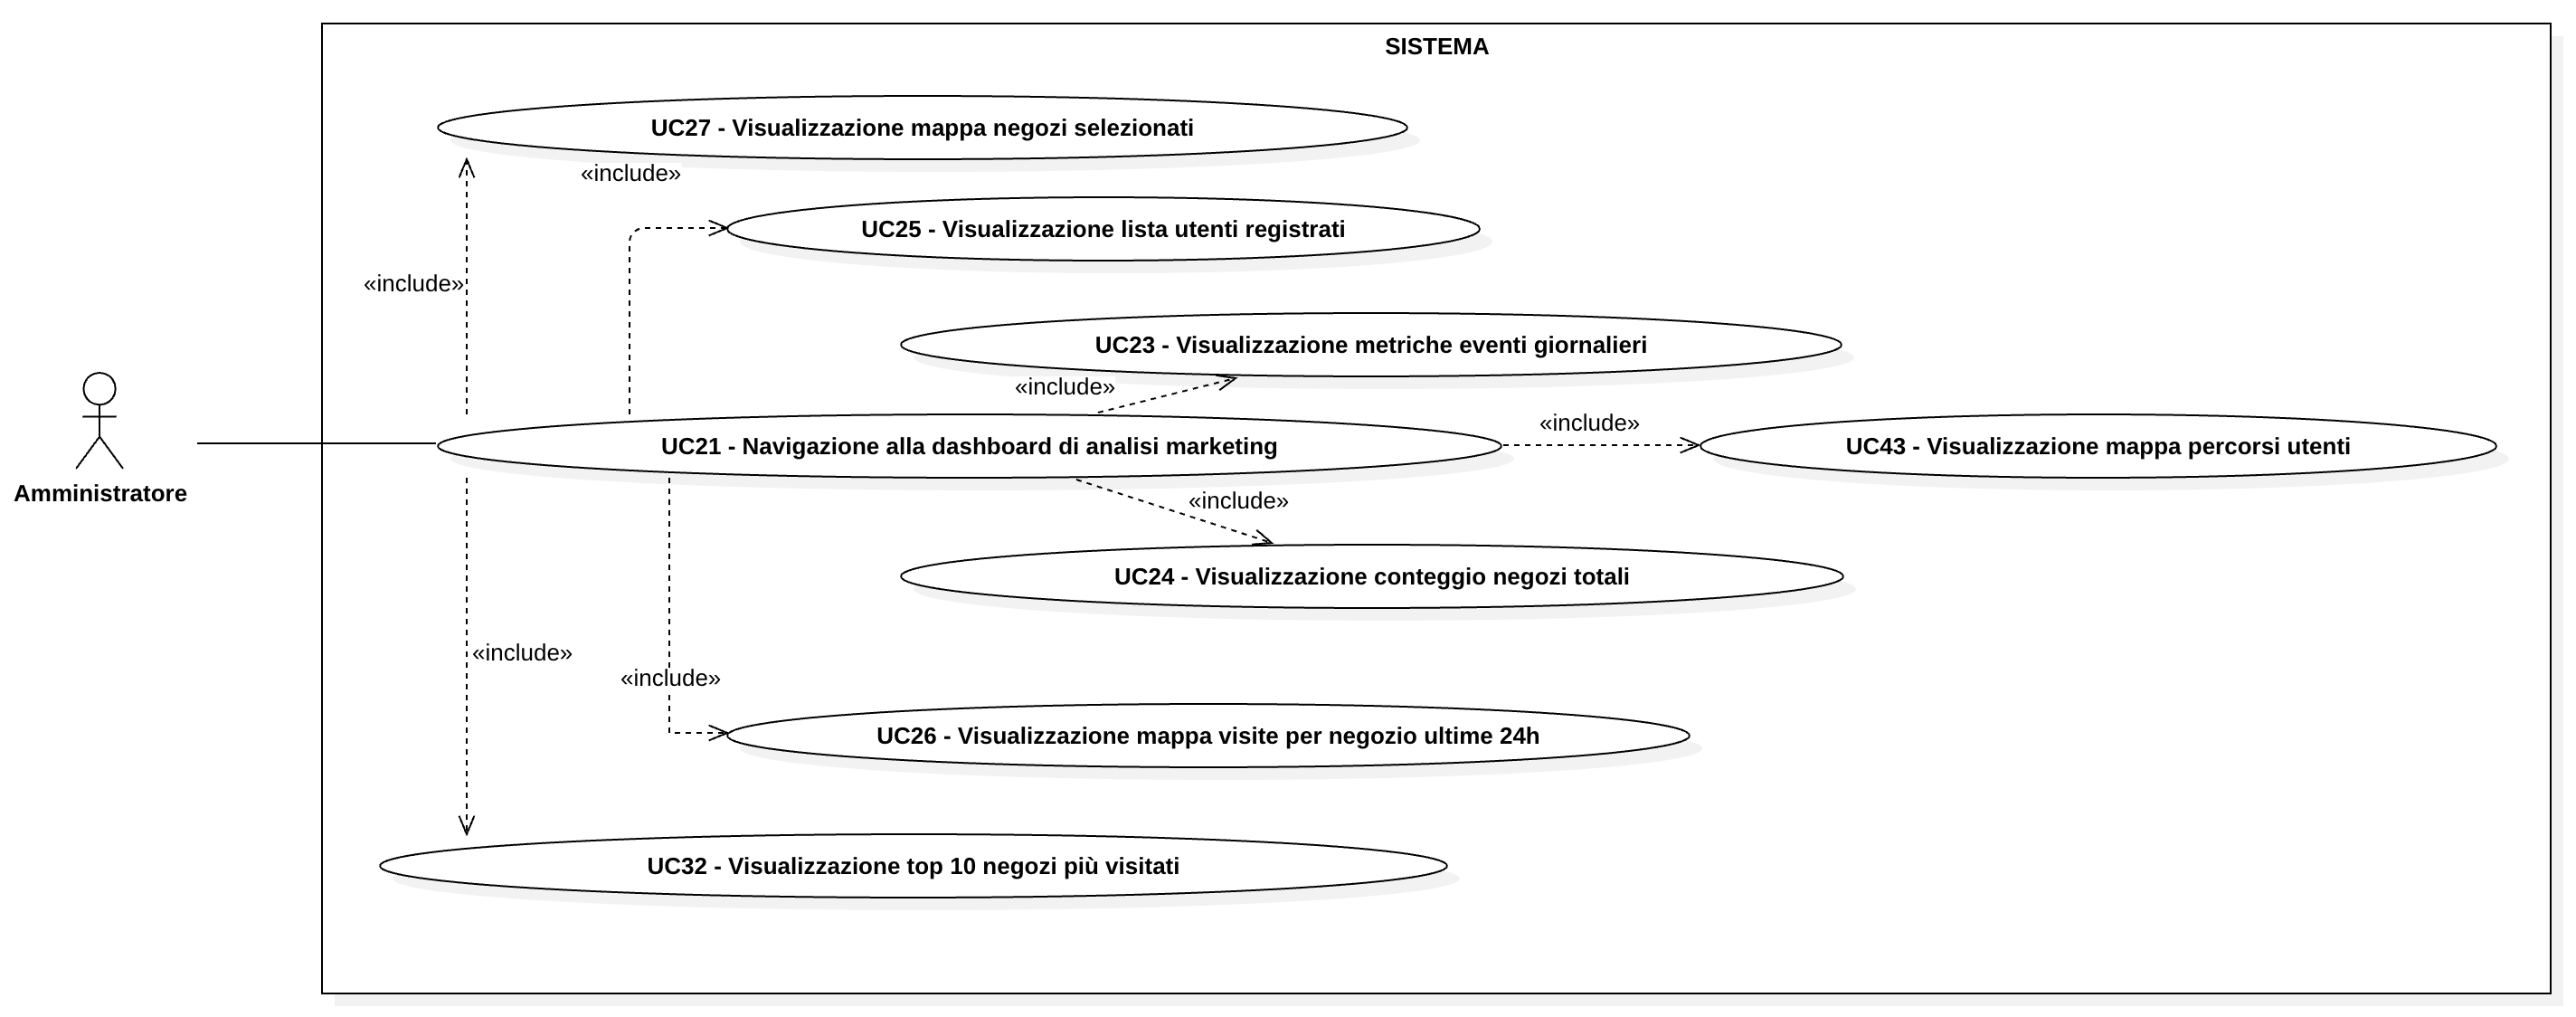 SISTEMA
UC27 - Visualizzazione mappa negozi selezionati
«include»
UC25 - Visualizzazione lista utenti registrati
«include»
UC23 - Visualizzazione metriche eventi giornalieri
«include»
«include»
UC21 - Navigazione alla dashboard di analisi marketing
UC43 - Visualizzazione mappa percorsi utenti
Amministratore
«include»
UC24 - Visualizzazione conteggio negozi totali
«include»
«include»
UC26 - Visualizzazione mappa visite per negozio ultime 24h
UC32 - Visualizzazione top 10 negozi più visitati